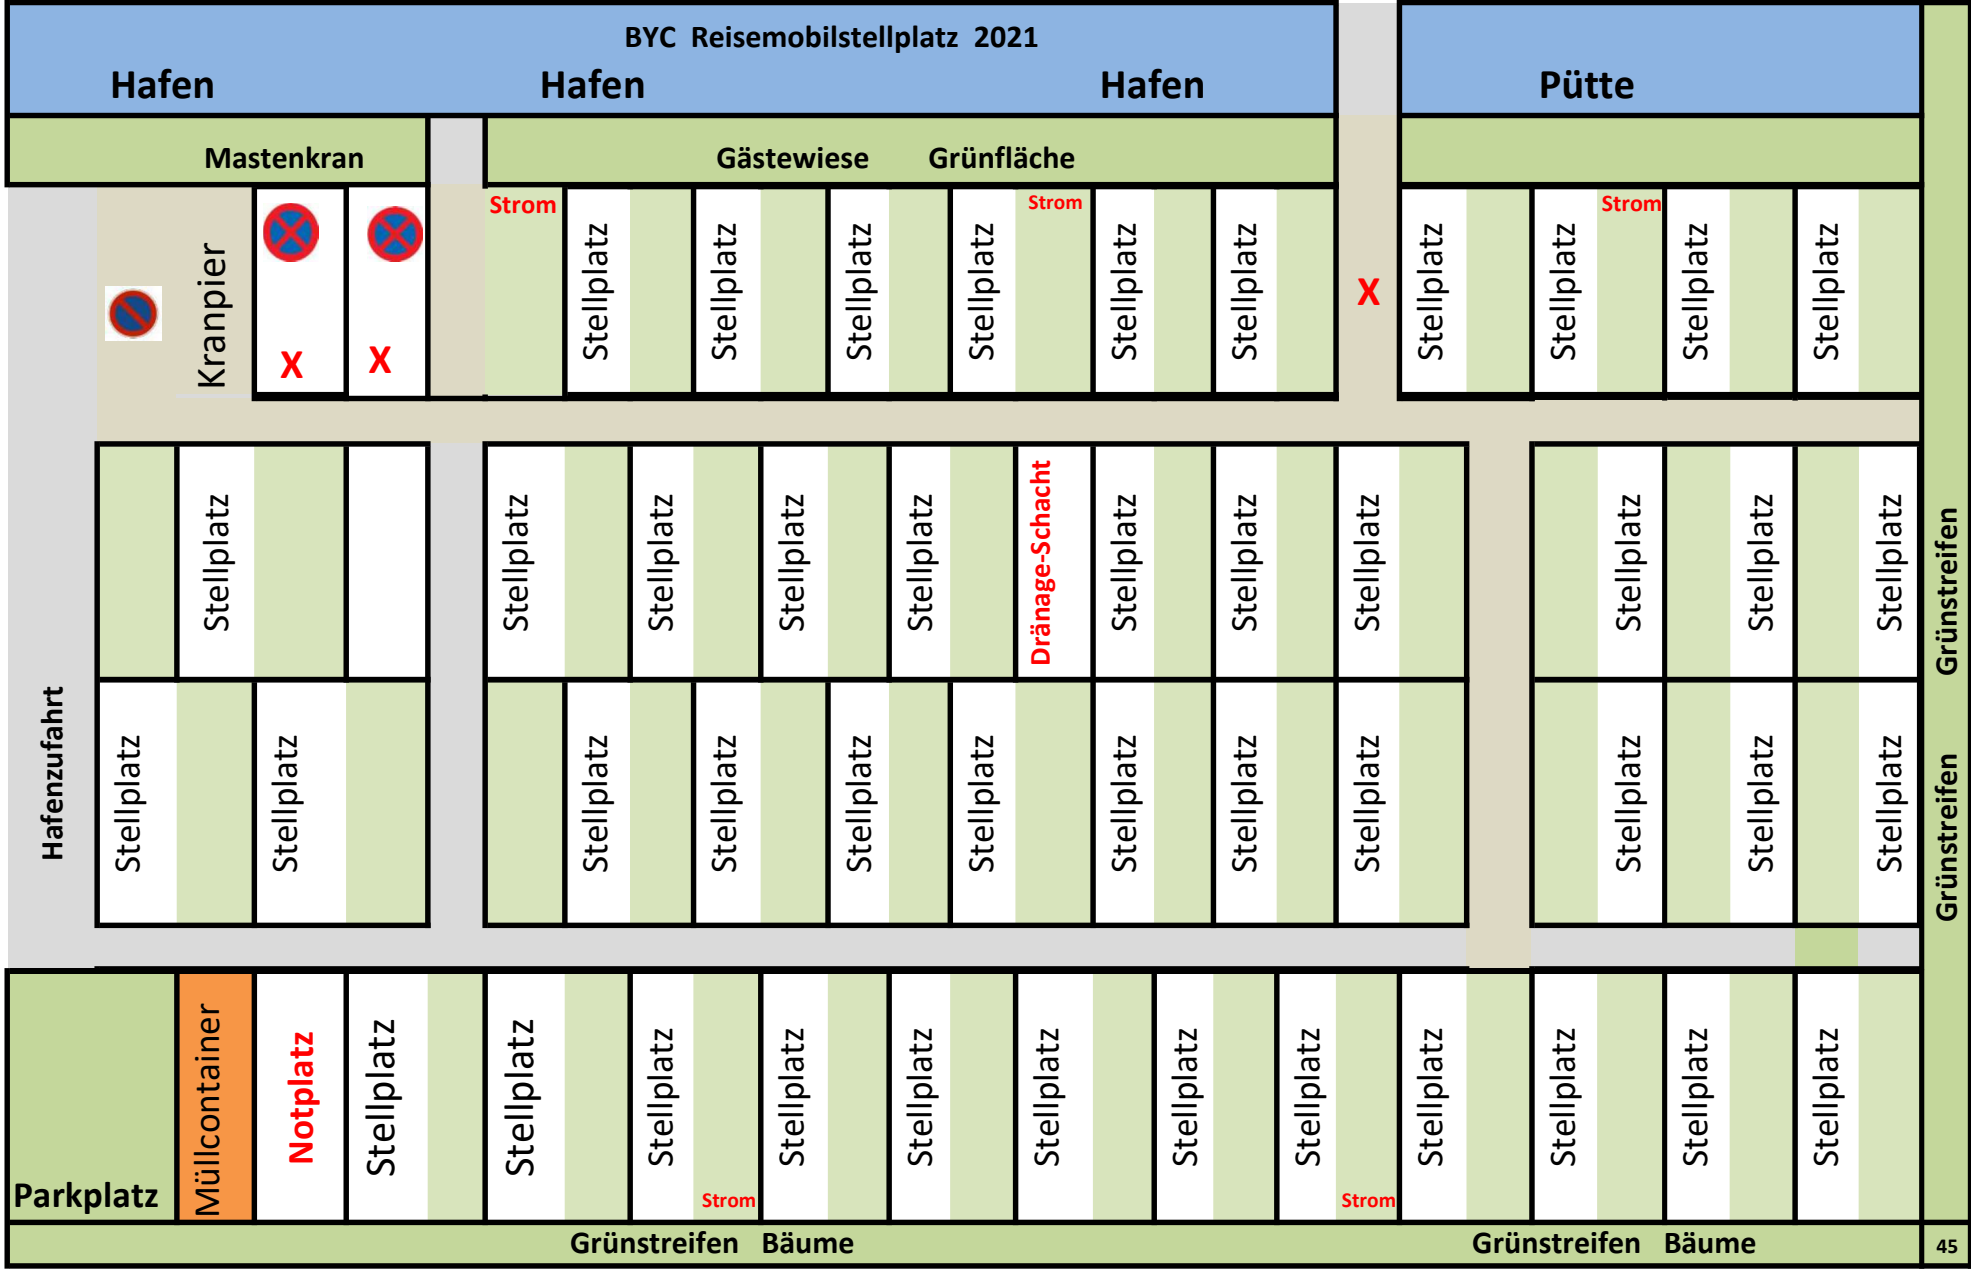 BYC Reisemobilstellplatz 2021
Hafen Hafen Hafen Pütte
Mastenkran Gästewiese Grünfläche
Strom Strom Strom
Kranpier Stellplatz Stellplatz Stellplatz Stellplatz Stellplatz Stellplatz Stellplatz Stellplatz Stellplatz Stellplatz
X
X X
Stellplatz Stellplatz Stellplatz Stellplatz Stellplatz Dränage-Schacht Stellplatz Stellplatz Stellplatz Stellplatz Stellplatz Stellplatz Grünstreifen
Hafenzufahrt Stellplatz Stellplatz Stellplatz Stellplatz Stellplatz Stellplatz Stellplatz Stellplatz Stellplatz Stellplatz Stellplatz Stellplatz Grünstreifen
Parkplatz Müllcontainer Notplatz Stellplatz Stellplatz Stellplatz Stellplatz Stellplatz Stellplatz Stellplatz Stellplatz Stellplatz Stellplatz Stellplatz Stellplatz
Strom Strom
Grünstreifen Bäume Grünstreifen Bäume 45